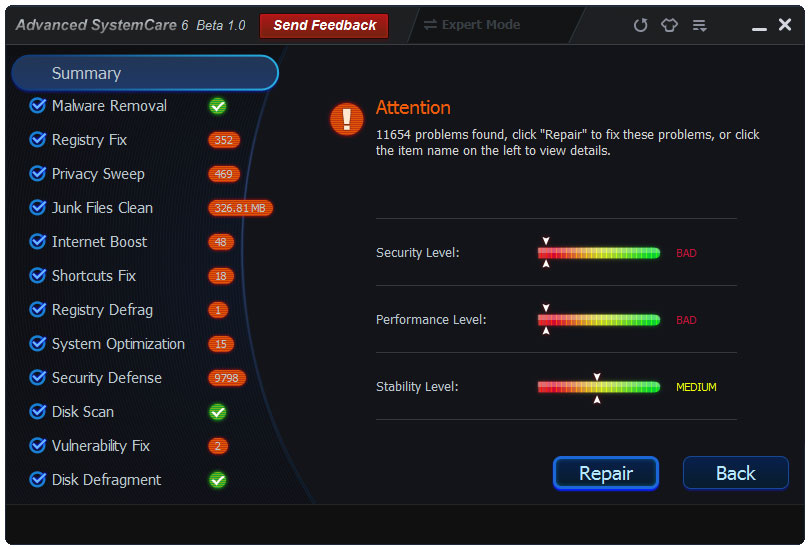 Advanced SystemCare 6 Beta 1.0
Send Feedback
Expert Mode
Summary
Malware Removal
Registry Fix 352
Privacy Sweep 469
Junk Files Clean 326.81 MB
Internet Boost 48
Shortcuts Fix 18
Registry Defrag 1
System Optimization 15
Security Defense 9798
Disk Scan
Vulnerability Fix 2
Disk Defragment
Attention
11654 problems found, click "Repair" to fix these problems, or click
the item name on the left to view details.
Security Level: BAD
Performance Level: BAD
Stability Level: MEDIUM
Repair
Back